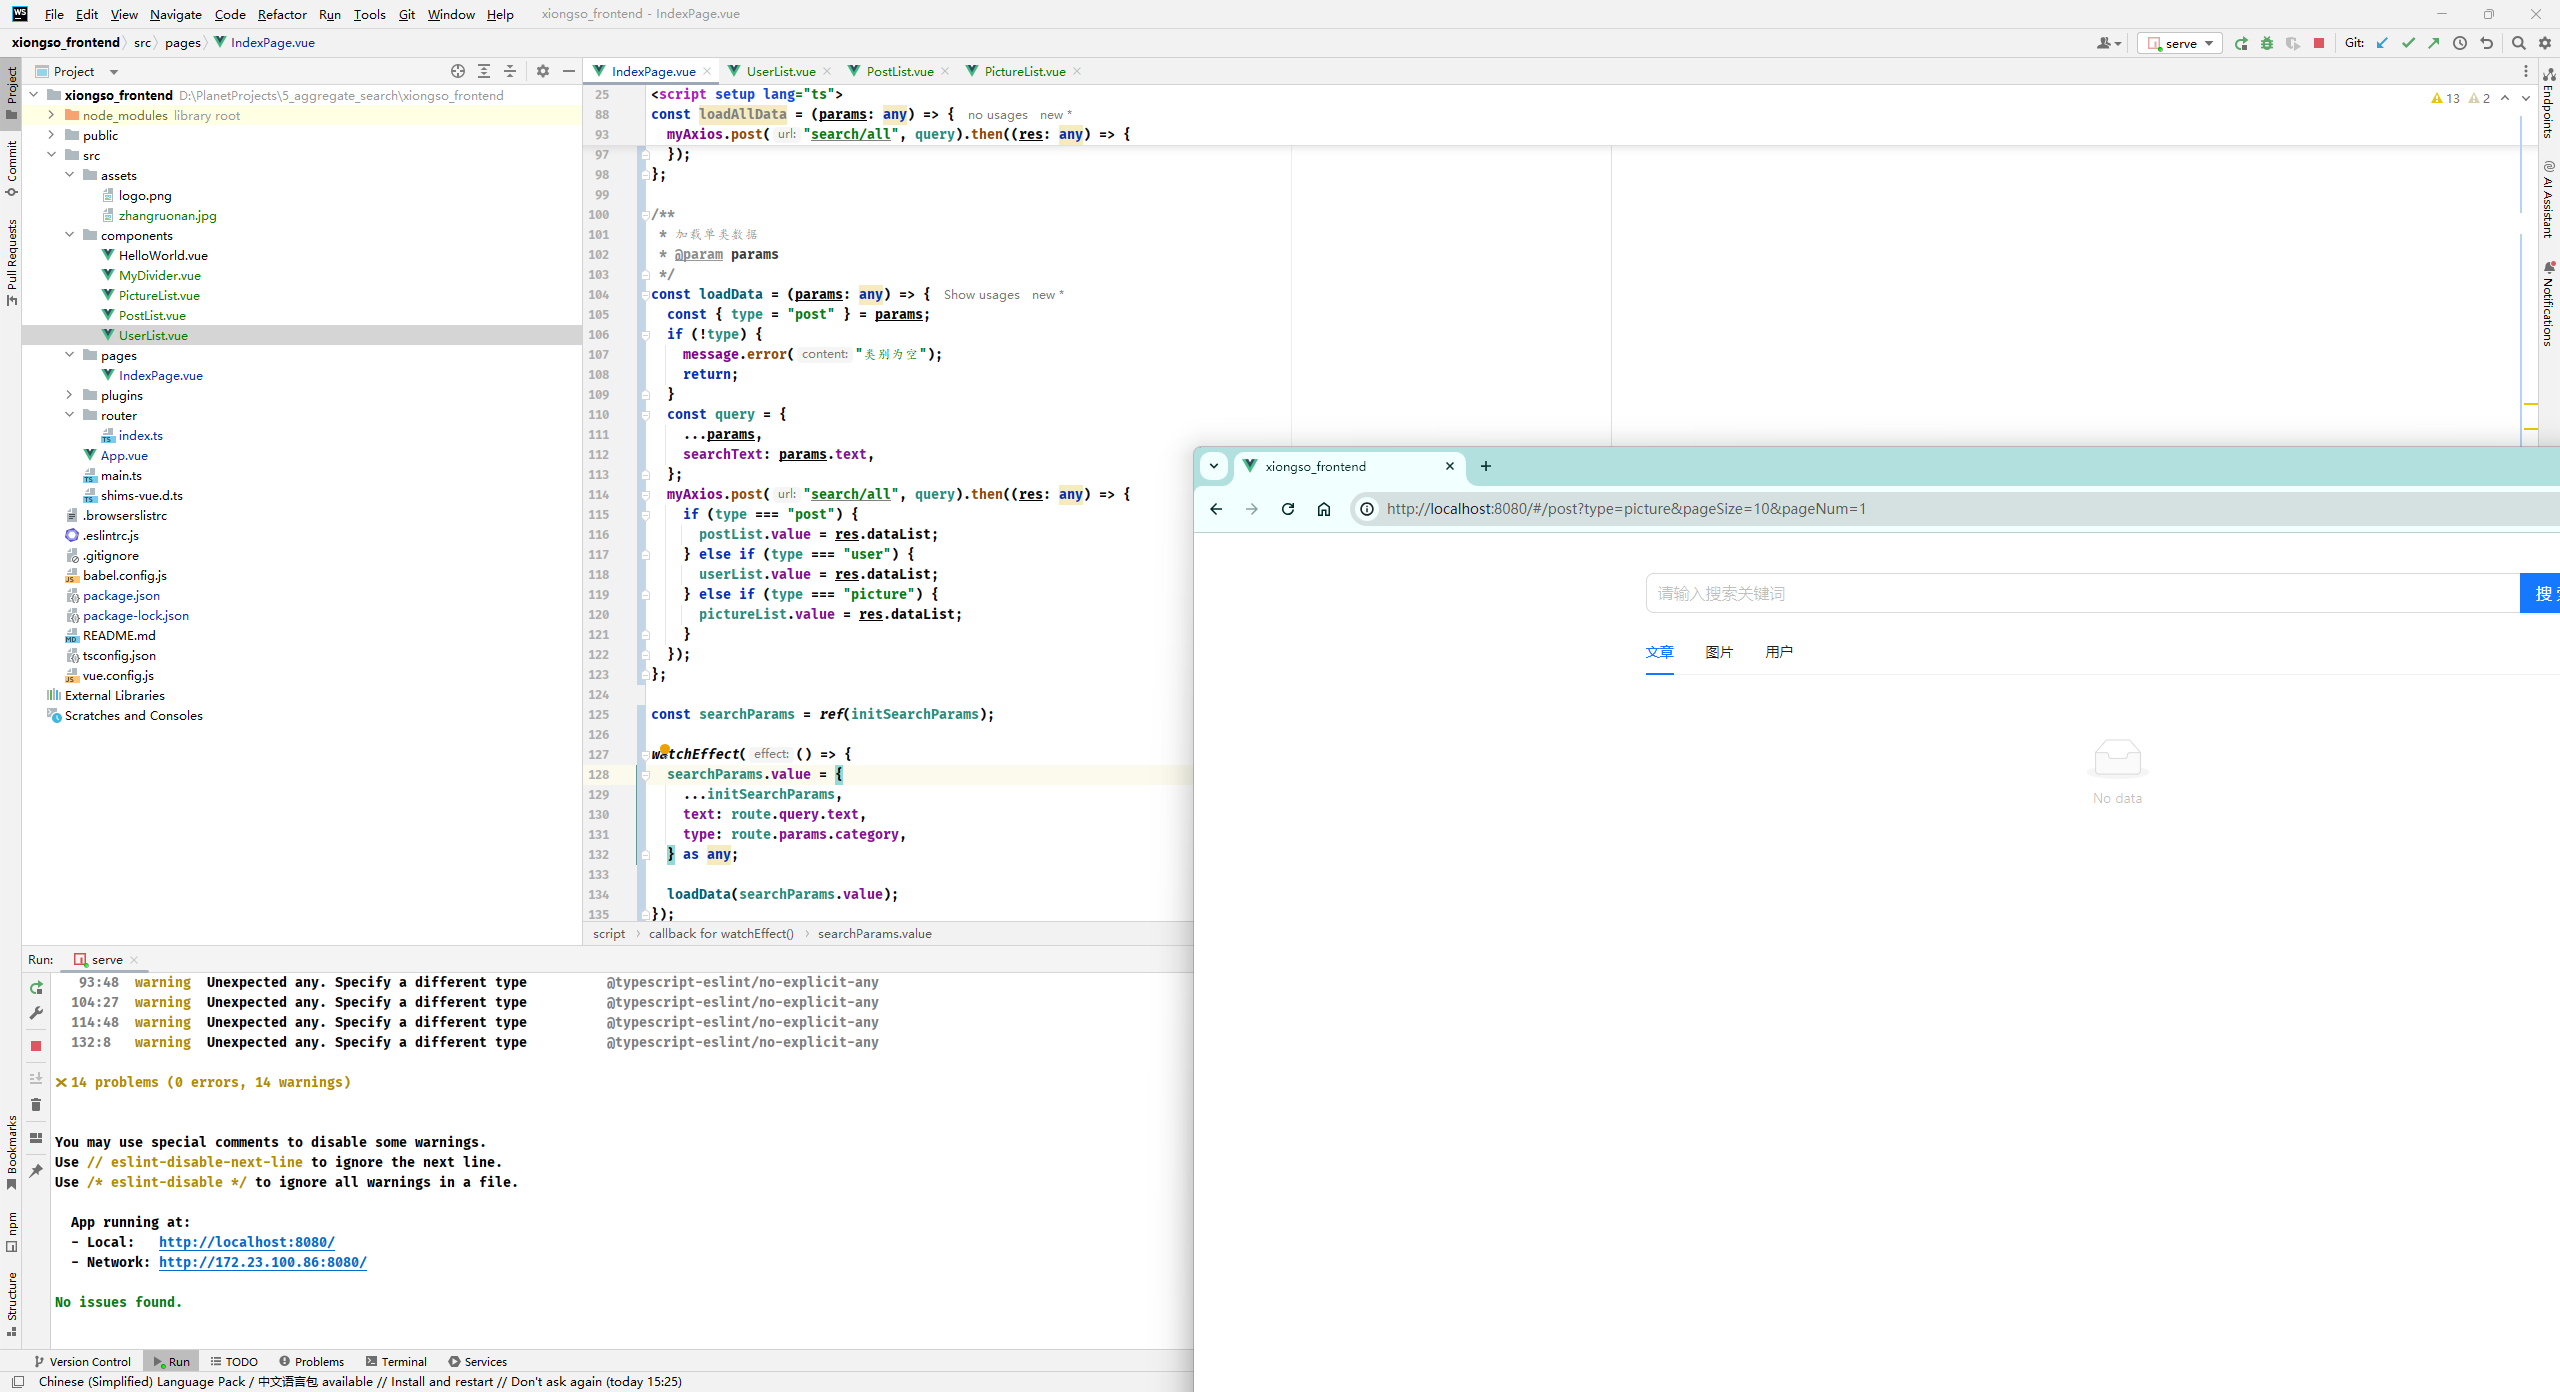 File Edit View Navigate Code Refactor Run Tools Git Window Help xiongso_frontend - IndexPage.vue
xiongso_frontend src pages IndexPage.vue serve Git:
Project
IndexPage.vue UserList.vue PostList.vue PictureList.vue
xiongso_frontend D:\PlanetProjects\5_aggregate_search\xiongso_frontend
node_modules library root
public
src
assets
logo.png
zhangruonan.jpg
components
HelloWorld.vue
MyDivider.vue
PictureList.vue
PostList.vue
UserList.vue
pages
IndexPage.vue
plugins
router
index.ts
App.vue
main.ts
shims-vue.d.ts
.browserslistrc
.eslintrc.js
.gitignore
babel.config.js
package.json
package-lock.json
README.md
tsconfig.json
vue.config.js
External Libraries
Scratches and Consoles
Project
Commit
Pull Requests
Bookmarks
npm
Structure
Endpoints
AI Assistant
Notifications
13 2
25 <script setup lang="ts">
88 const loadAllData = (params: any) => { no usages new *
93 myAxios.post( url: "search/all", query).then((res: any) => {
97 });
98 };
99
100 /**
101 * 加载单类数据
102 * @param params
103 */
104 const loadData = (params: any) => { Show usages new *
105 const { type = "post" } = params;
106 if (!type) {
107 message.error( content: "类别为空");
108 return;
109 }
110 const query = {
111 ...params,
112 searchText: params.text,
113 };
114 myAxios.post( url: "search/all", query).then((res: any) => {
115 if (type === "post") {
116 postList.value = res.dataList;
117 } else if (type === "user") {
118 userList.value = res.dataList;
119 } else if (type === "picture") {
120 pictureList.value = res.dataList;
121 }
122 });
123 };
124
125 const searchParams = ref(initSearchParams);
126
127 watchEffect( effect: () => {
128 searchParams.value = {
129 ...initSearchParams,
130 text: route.query.text,
131 type: route.params.category,
132 } as any;
133
134 loadData(searchParams.value);
135 });
script callback for watchEffect() searchParams.value
xiongso_frontend
http://localhost:8080/#/post?type=picture&pageSize=10&pageNum=1
请输入搜索关键词 搜
文章 图片 用户
No data
Run: serve
93:48 warning Unexpected any. Specify a different type @typescript-eslint/no-explicit-any
104:27 warning Unexpected any. Specify a different type @typescript-eslint/no-explicit-any
114:48 warning Unexpected any. Specify a different type @typescript-eslint/no-explicit-any
132:8 warning Unexpected any. Specify a different type @typescript-eslint/no-explicit-any
14 problems (0 errors, 14 warnings)
You may use special comments to disable some warnings.
Use // eslint-disable-next-line to ignore the next line.
Use /* eslint-disable */ to ignore all warnings in a file.
App running at:
- Local: http://localhost:8080/
- Network: http://172.23.100.86:8080/
No issues found.
Version Control Run TODO Problems Terminal Services
Chinese (Simplified) Language Pack / 中文语言包 available // Install and restart // Don't ask again (today 15:25)